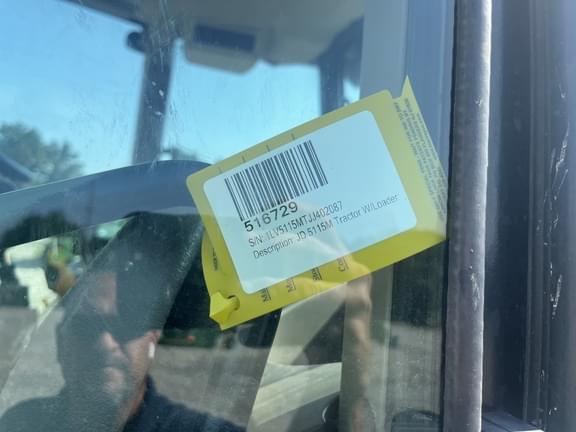 516729
S/N: 1LV5115MTJJ402087
Description: JD 5115M Tractor W/Loader